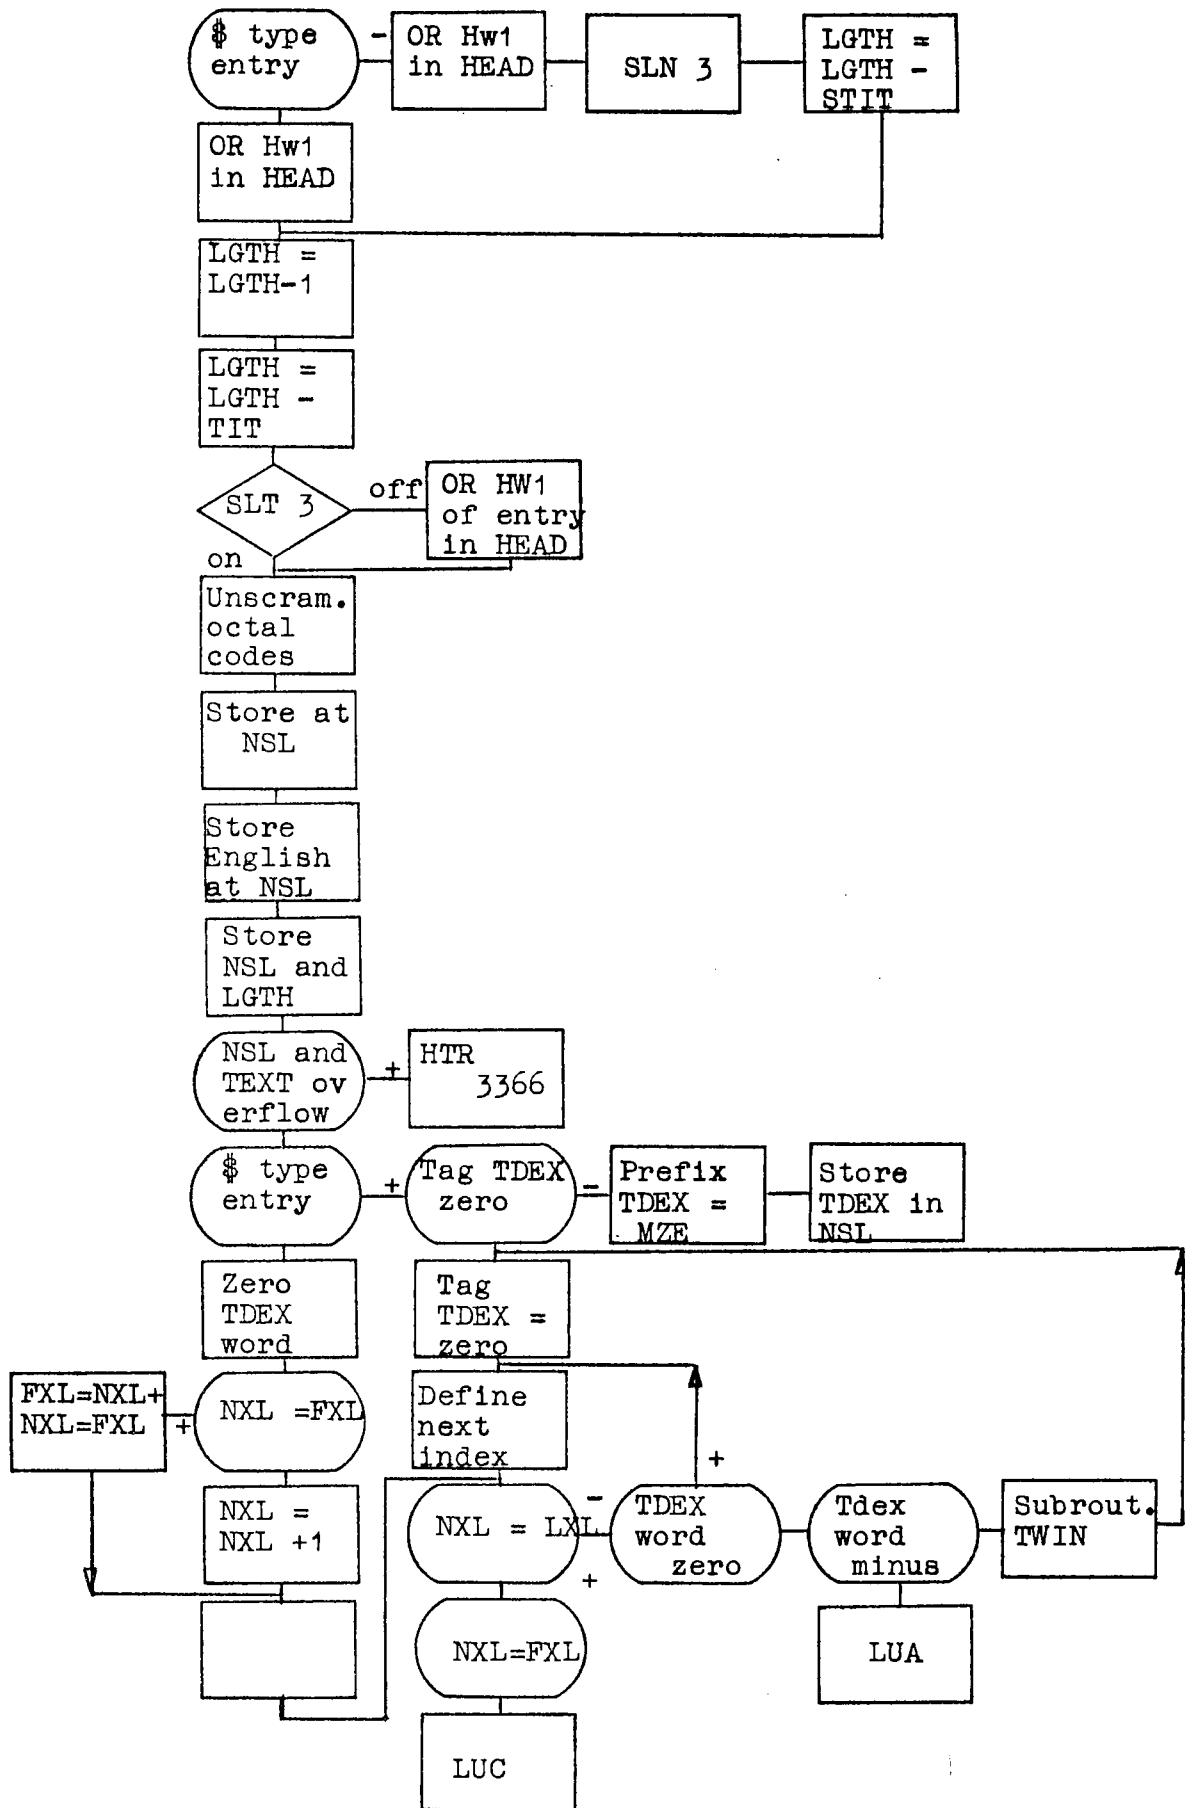 $ type
entry
-
OR Hw1
in HEAD
SLN 3
LGTH =
LGTH -
STIT
OR Hw1
in HEAD
LGTH =
LGTH-1
LGTH =
LGTH -
TIT
SLT 3
off
on
OR HW1
of entry
in HEAD
Unscram.
octal
codes
Store at
NSL
Store
English
at NSL
Store
NSL and
LGTH
NSL and
TEXT ov
erflow
+
HTR
3366
$ type
entry
+
Tag TDEX
zero
-
Prefix
TDEX =
MZE
Store
TDEX in
NSL
Zero
TDEX
word
Tag
TDEX =
zero
FXL=NXL+
NXL=FXL
+
NXL =FXL
Define
next
index
+
NXL =
NXL +1
NXL = LXL
-
+
TDEX
word
zero
Tdex
word
minus
Subrout.
TWIN
NXL=FXL
LUA
LUC